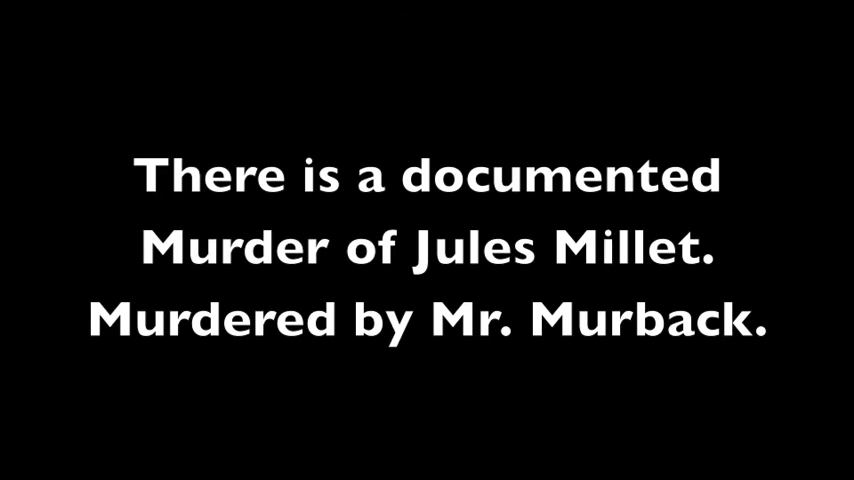 There is a documented
Murder of Jules Millet.
Murdered by Mr. Murback.